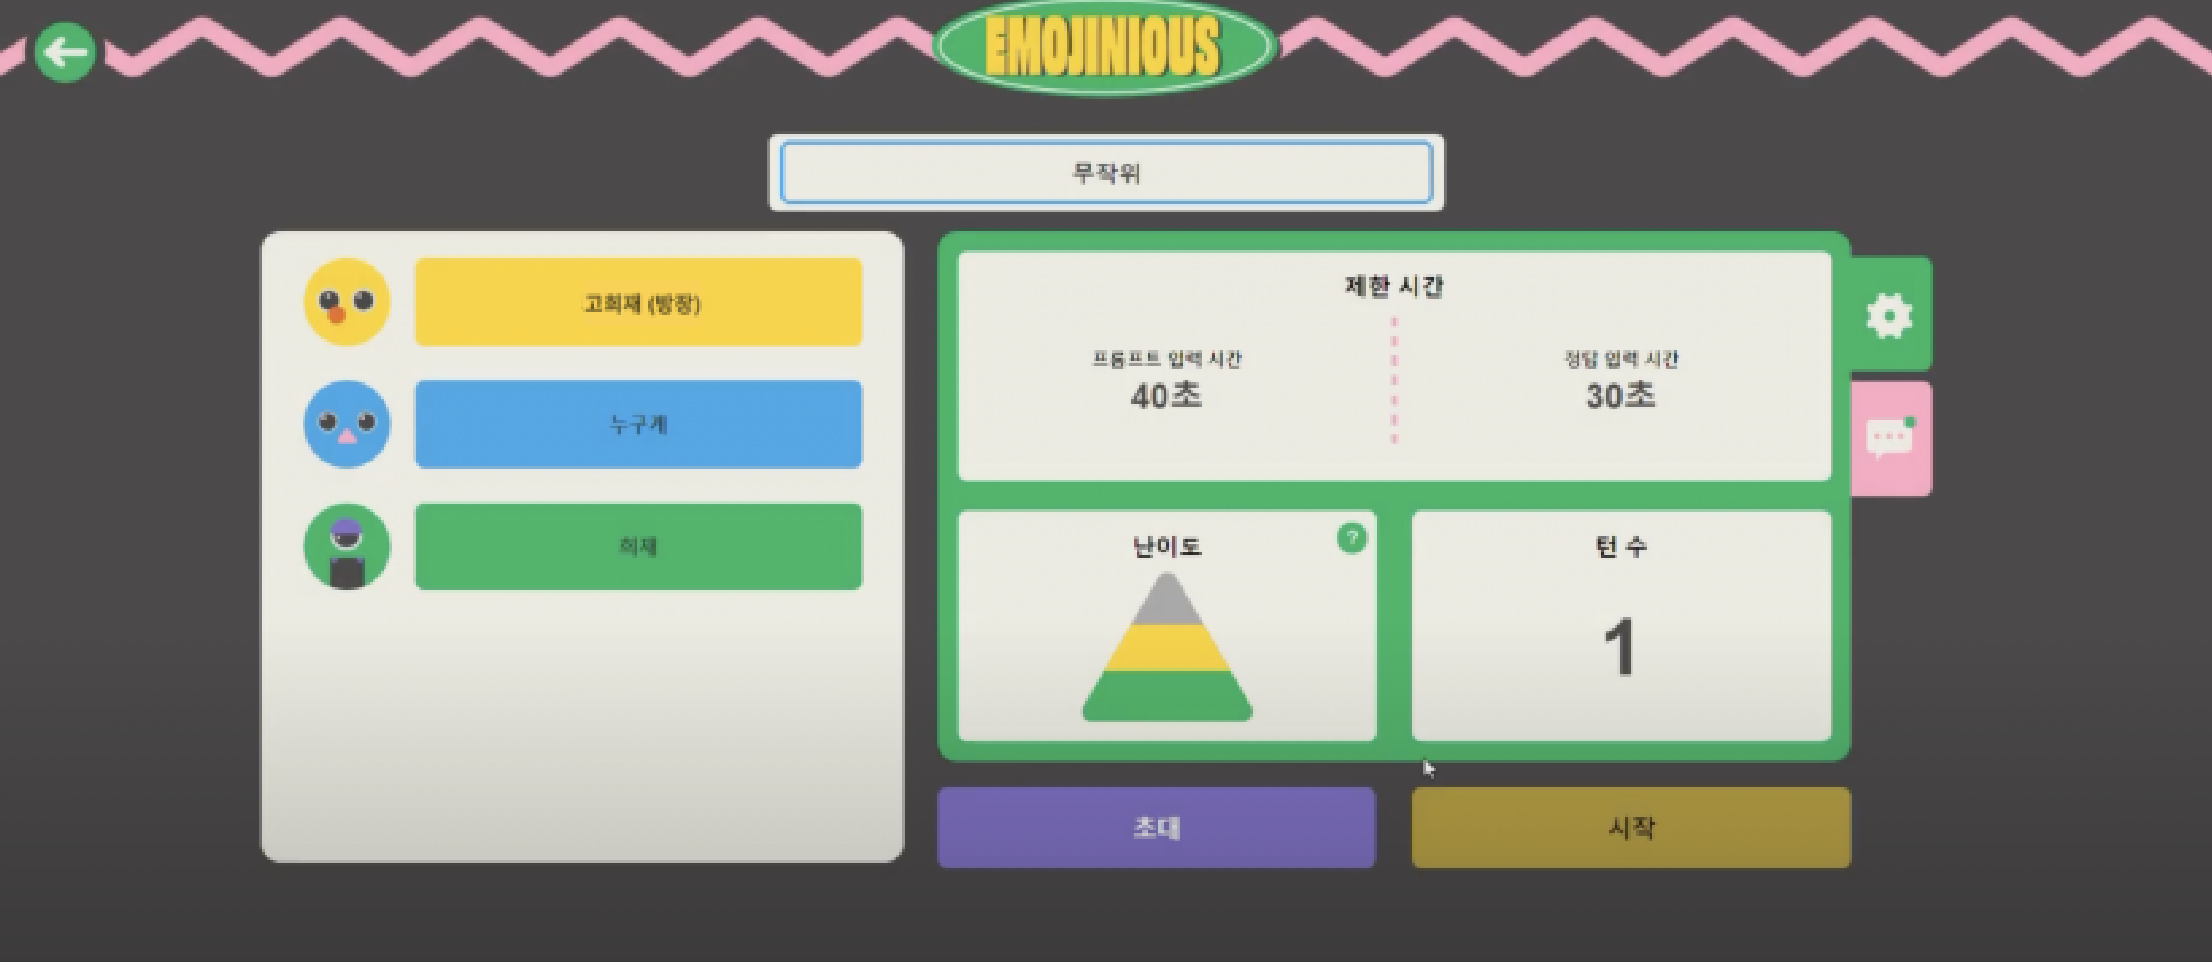 EMOJINIOUS
무작위
고희재 (방장)
누구게
희재
제한 시간
프롬프트 입력 시간
40초
정답 입력 시간
30초
난이도
?
턴 수
1
초대
시작